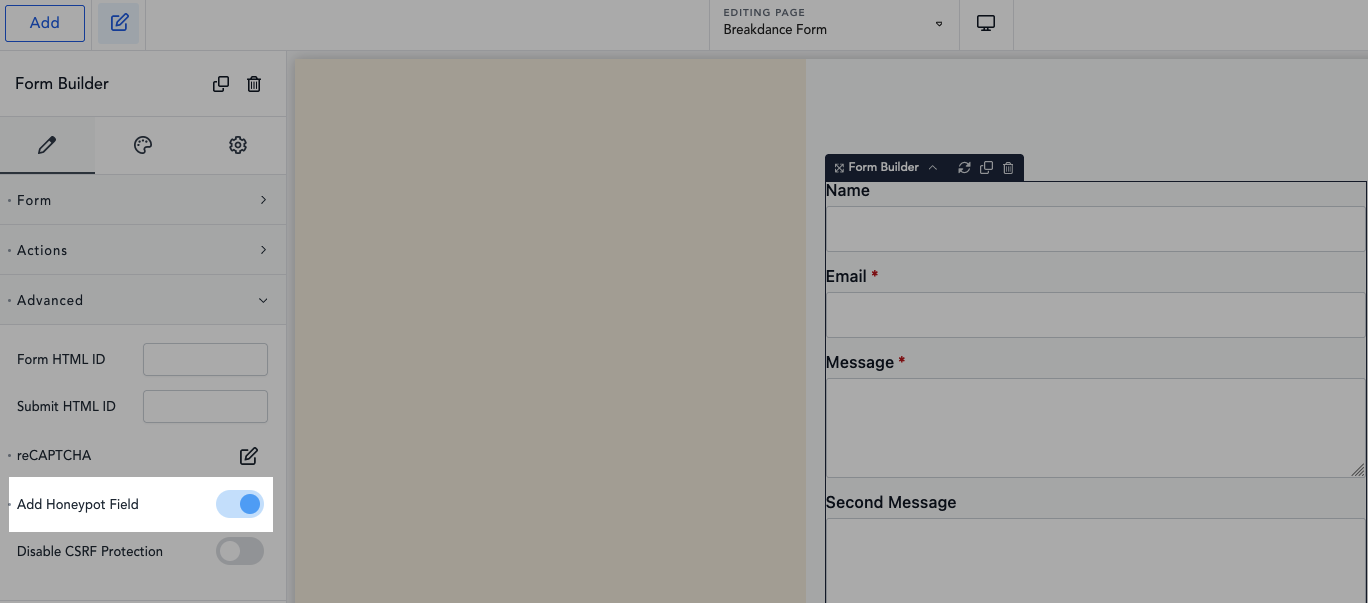 Add
EDITING PAGE
Breakdance Form
Form Builder
Form
Actions
Advanced
Form HTML ID
Submit HTML ID
reCAPTCHA
Add Honeypot Field
Disable CSRF Protection
Form Builder
Name
Email *
Message *
Second Message